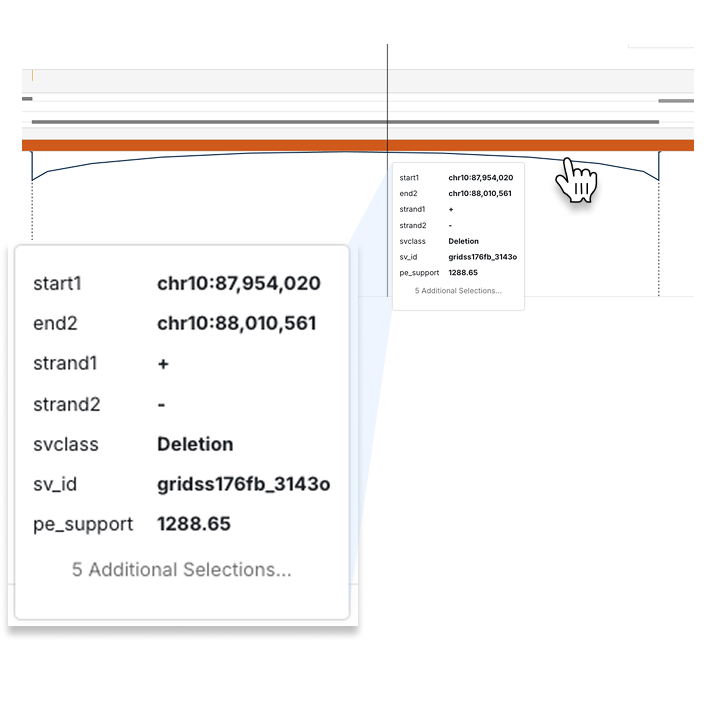 start1 chr10:87,954,020
end2 chr10:88,010,561
strand1 +
strand2 -
svclass Deletion
sv_id gridss176fb_3143o
pe_support 1288.65
5 Additional Selections...
start1 chr10:87,954,020
end2 chr10:88,010,561
strand1 +
strand2 -
svclass Deletion
sv_id gridss176fb_3143o
pe_support 1288.65
5 Additional Selections...